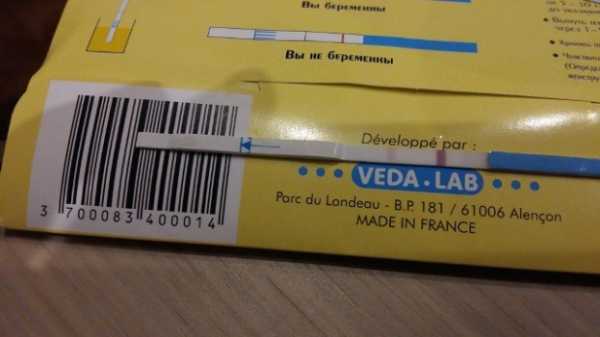 Вы беременны
Вы не беременны
Développé par :
VEDA·LAB
Parc du Londeau - B.P. 181 / 61006 Alençon
MADE IN FRANCE
3 700083 400014